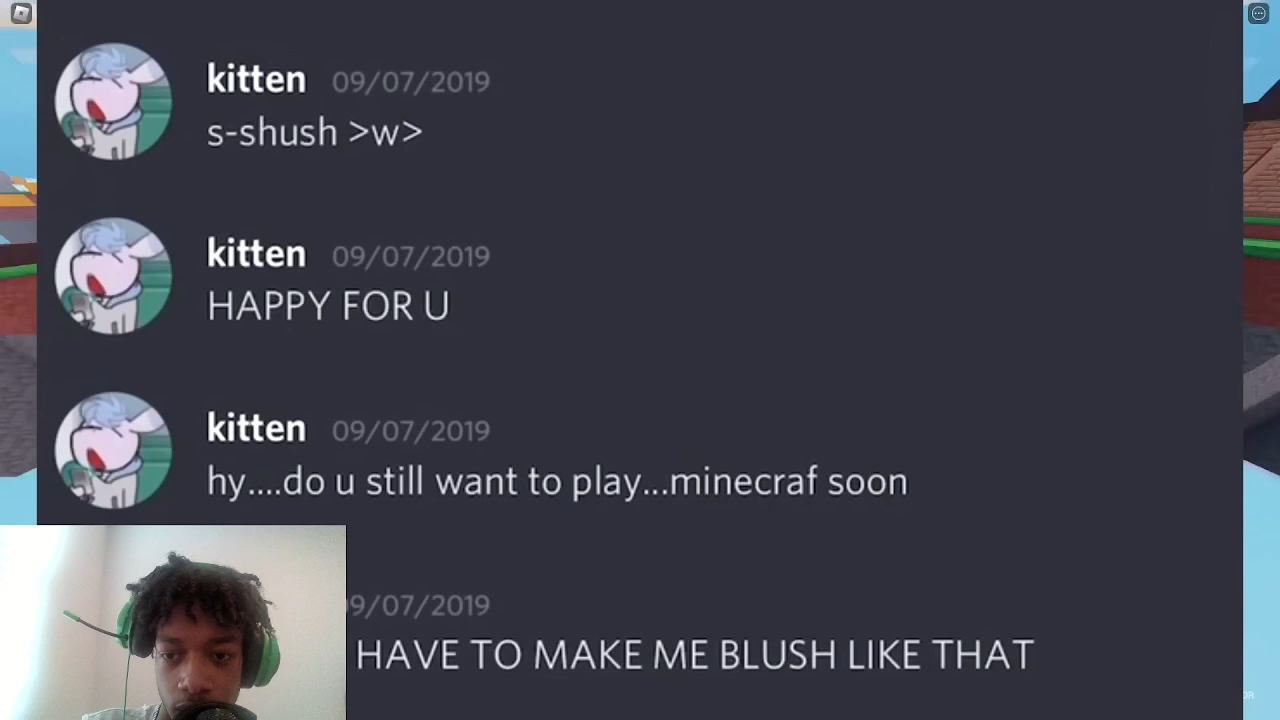 kitten 09/07/2019
s-shush >w>
kitten 09/07/2019
HAPPY FOR U
kitten 09/07/2019
hy....do u still want to play...minecraf soon
9/07/2019
HAVE TO MAKE ME BLUSH LIKE THAT